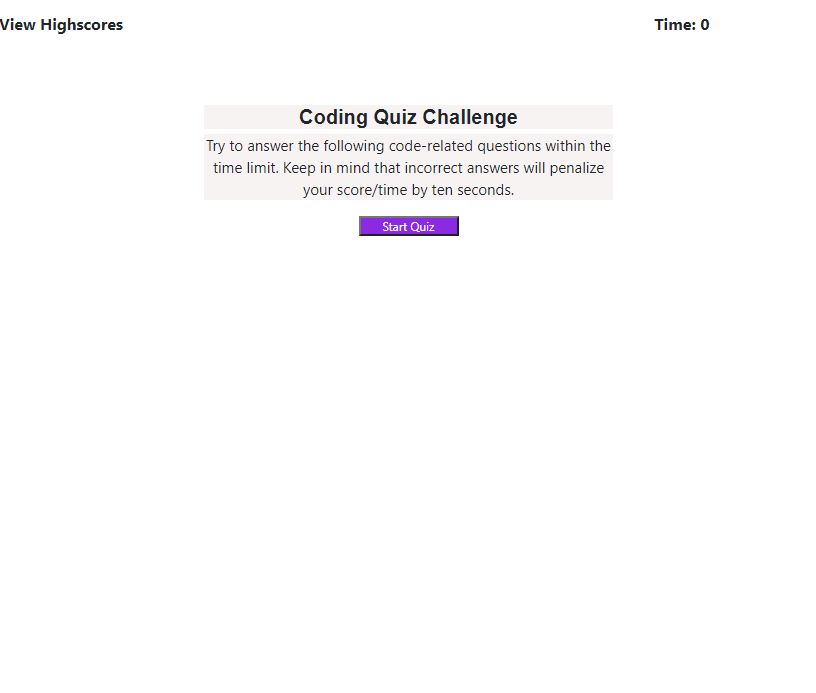 View Highscores
Time: 0
Coding Quiz Challenge
Try to answer the following code-related questions within the
time limit. Keep in mind that incorrect answers will penalize
your score/time by ten seconds.
Start Quiz